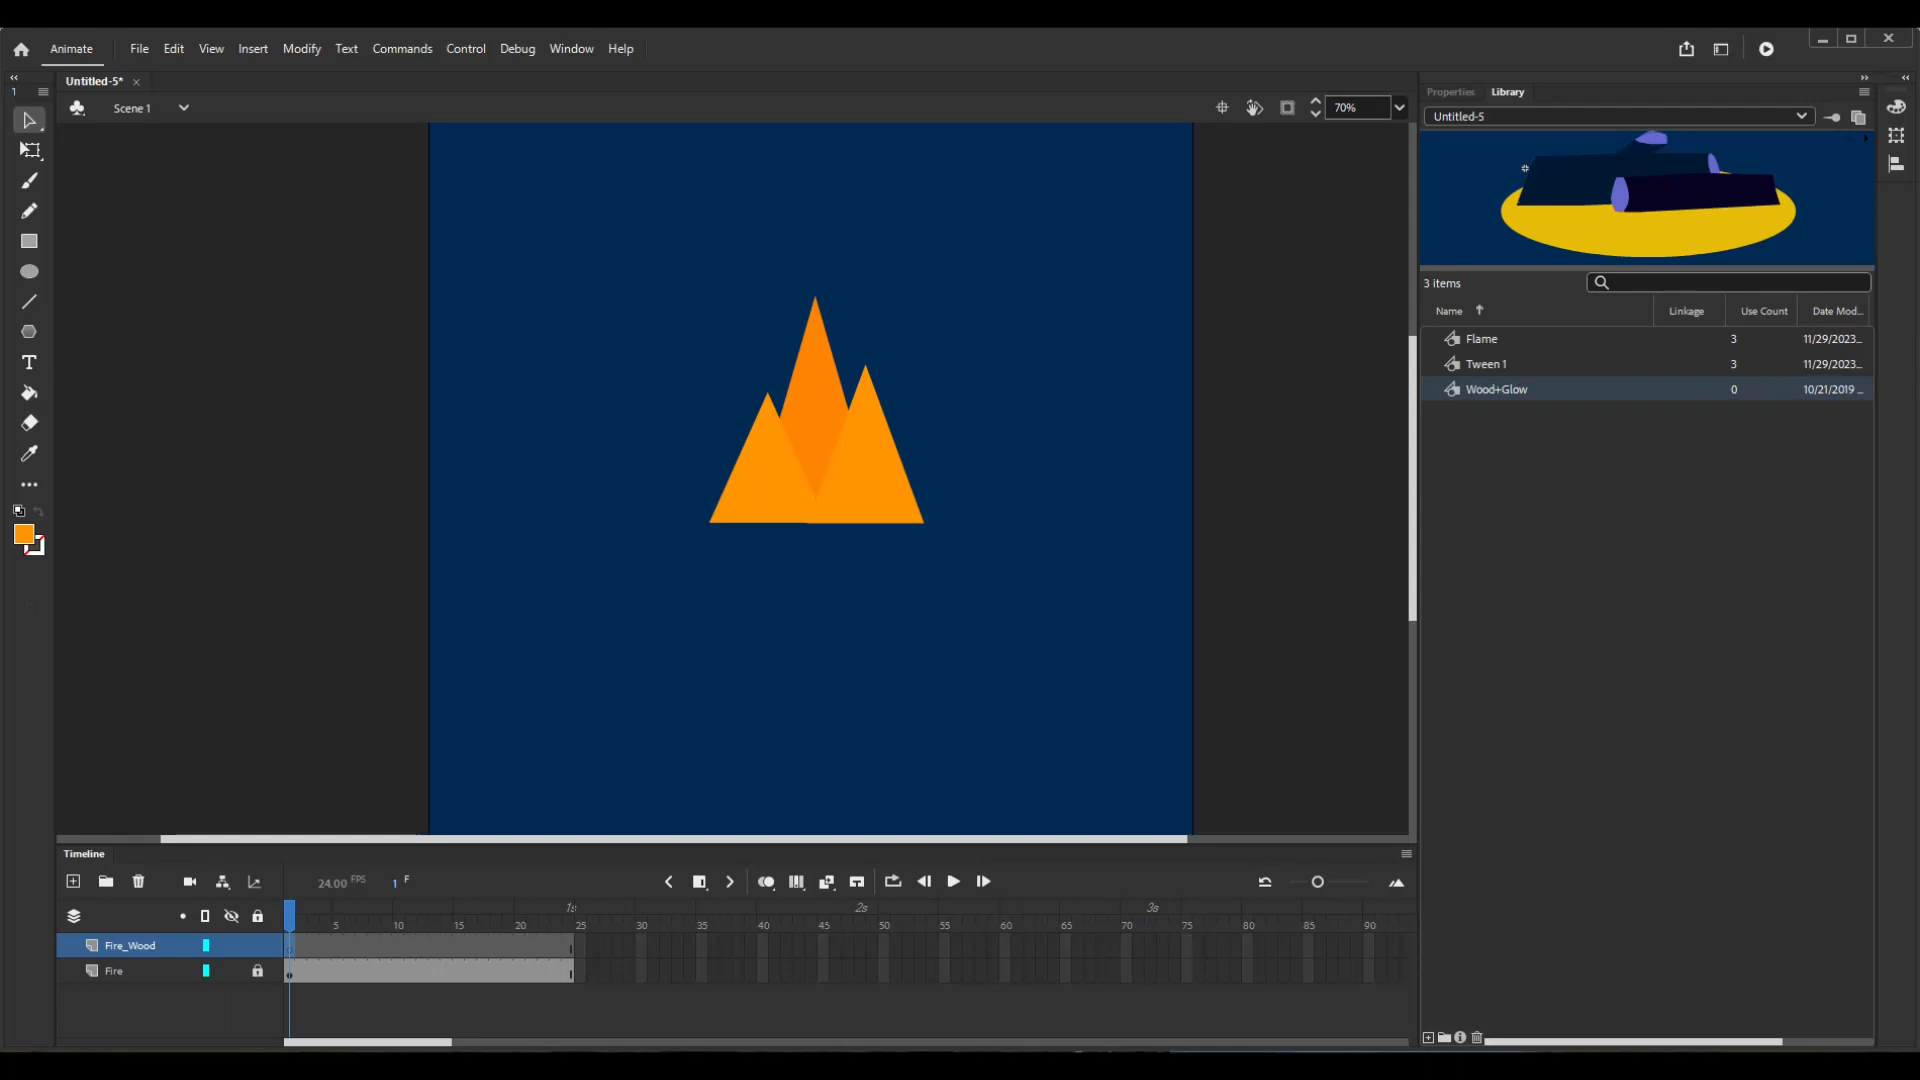 Animate File Edit View Insert Modify Text Commands Control Debug Window Help
Untitled-5*
Scene 1
70%
Properties Library
Untitled-5
3 items
Name Linkage Use Count Date Mod...
Flame 3 11/29/2023...
Tween 1 3 11/29/2023...
Wood+Glow 0 10/21/2019 ...
T
Timeline
24.00 FPS 1 F
1s 2s 3s
5 10 15 20 25 30 35 40 45 50 55 60 65 70 75 80 85 90
Fire_Wood
Fire